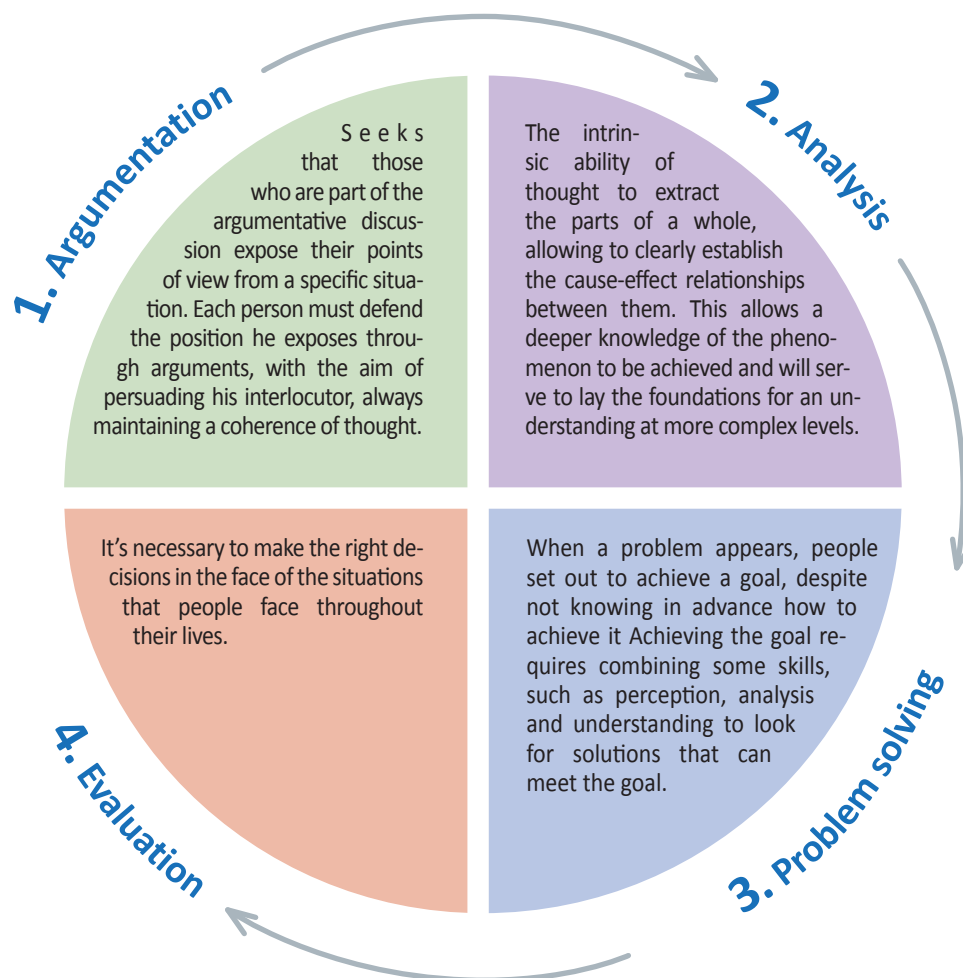 1. Argumentation
S e e k s
that those
who are part of the
argumentative discus-
sion expose their points
of view from a specific situa-
tion. Each person must defend
the position he exposes throu-
gh arguments, with the aim of
persuading his interlocutor, always
maintaining a coherence of thought.
2. Analysis
The intrin-
sic ability of
thought to extract
the parts of a whole,
allowing to clearly establish
the cause-effect relationships
between them. This allows a
deeper knowledge of the pheno-
menon to be achieved and will ser-
ve to lay the foundations for an un-
derstanding at more complex levels.
3. Problem solving
When a problem appears, people
set out to achieve a goal, despite
not knowing in advance how to
achieve it Achieving the goal re-
quires combining some skills,
such as perception, analysis
and understanding to look
for solutions that can
meet the goal.
4. Evaluation
It’s necessary to make the right de-
cisions in the face of the situations
that people face throughout
their lives.